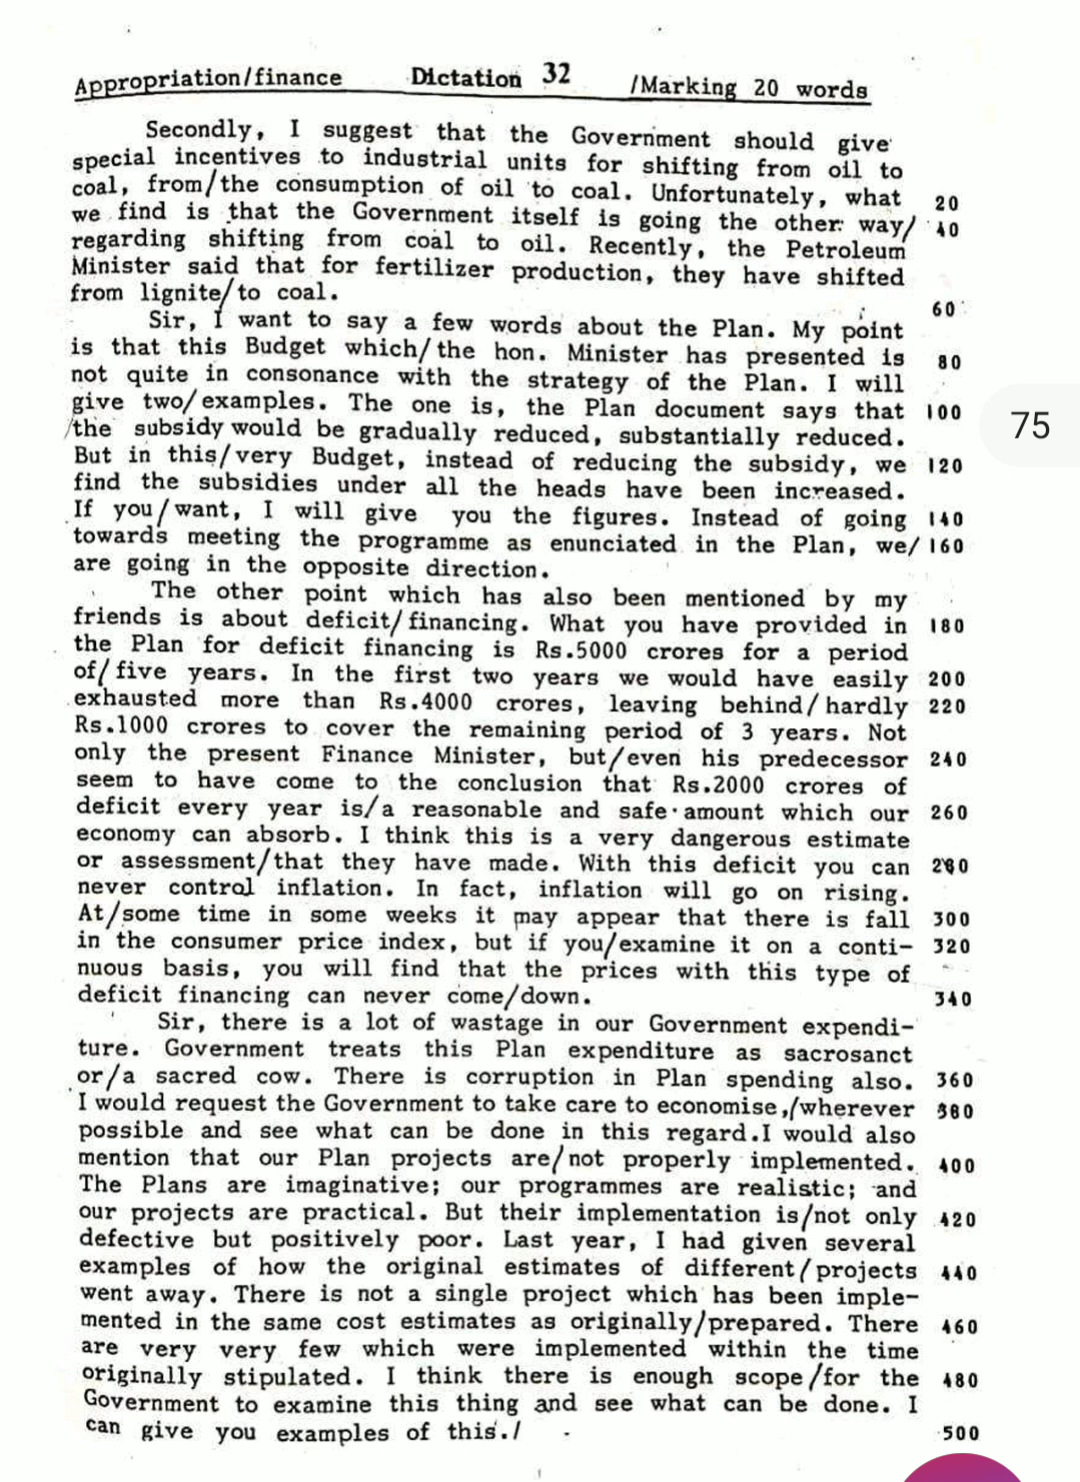 Appropriation/finance Dictation 32 /Marking 20 words
Secondly, I suggest that the Government should give
special incentives to industrial units for shifting from oil to
coal, from/the consumption of oil to coal. Unfortunately, what 20
we find is that the Government itself is going the other way/ 40
regarding shifting from coal to oil. Recently, the Petroleum
Minister said that for fertilizer production, they have shifted
from lignite/to coal. 60
Sir, I want to say a few words about the Plan. My point
is that this Budget which/the hon. Minister has presented is 80
not quite in consonance with the strategy of the Plan. I will
give two/examples. The one is, the Plan document says that 100
/the subsidy would be gradually reduced, substantially reduced.
But in this/very Budget, instead of reducing the subsidy, we 120
find the subsidies under all the heads have been increased.
If you/want, I will give you the figures. Instead of going 140
towards meeting the programme as enunciated in the Plan, we/ 160
are going in the opposite direction.
The other point which has also been mentioned by my
friends is about deficit/financing. What you have provided in 180
the Plan for deficit financing is Rs.5000 crores for a period
of/five years. In the first two years we would have easily 200
exhausted more than Rs.4000 crores, leaving behind/hardly 220
Rs.1000 crores to cover the remaining period of 3 years. Not
only the present Finance Minister, but/even his predecessor 240
seem to have come to the conclusion that Rs.2000 crores of
deficit every year is/a reasonable and safe amount which our 260
economy can absorb. I think this is a very dangerous estimate
or assessment/that they have made. With this deficit you can 280
never control inflation. In fact, inflation will go on rising.
At/some time in some weeks it may appear that there is fall 300
in the consumer price index, but if you/examine it on a conti- 320
nuous basis, you will find that the prices with this type of
deficit financing can never come/down. 340
Sir, there is a lot of wastage in our Government expendi-
ture. Government treats this Plan expenditure as sacrosanct
or/a sacred cow. There is corruption in Plan spending also. 360
I would request the Government to take care to economise,/wherever 380
possible and see what can be done in this regard.I would also
mention that our Plan projects are/not properly implemented. 400
The Plans are imaginative; our programmes are realistic; and
our projects are practical. But their implementation is/not only 420
defective but positively poor. Last year, I had given several
examples of how the original estimates of different/projects 440
went away. There is not a single project which has been imple-
mented in the same cost estimates as originally/prepared. There 460
are very very few which were implemented within the time
originally stipulated. I think there is enough scope/for the 480
Government to examine this thing and see what can be done. I
can give you examples of this./ 500
75